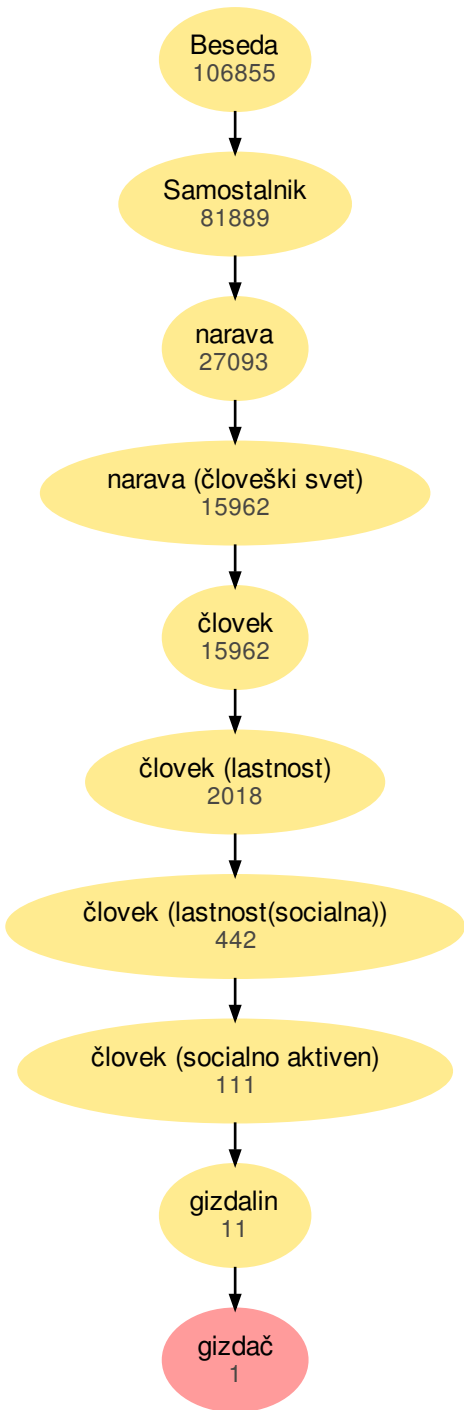 Beseda
106855
Samostalnik
81889
narava
27093
narava (človeški svet)
15962
človek
15962
človek (lastnost)
2018
človek (lastnost(socialna))
442
človek (socialno aktiven)
111
gizdalin
11
gizdač
1